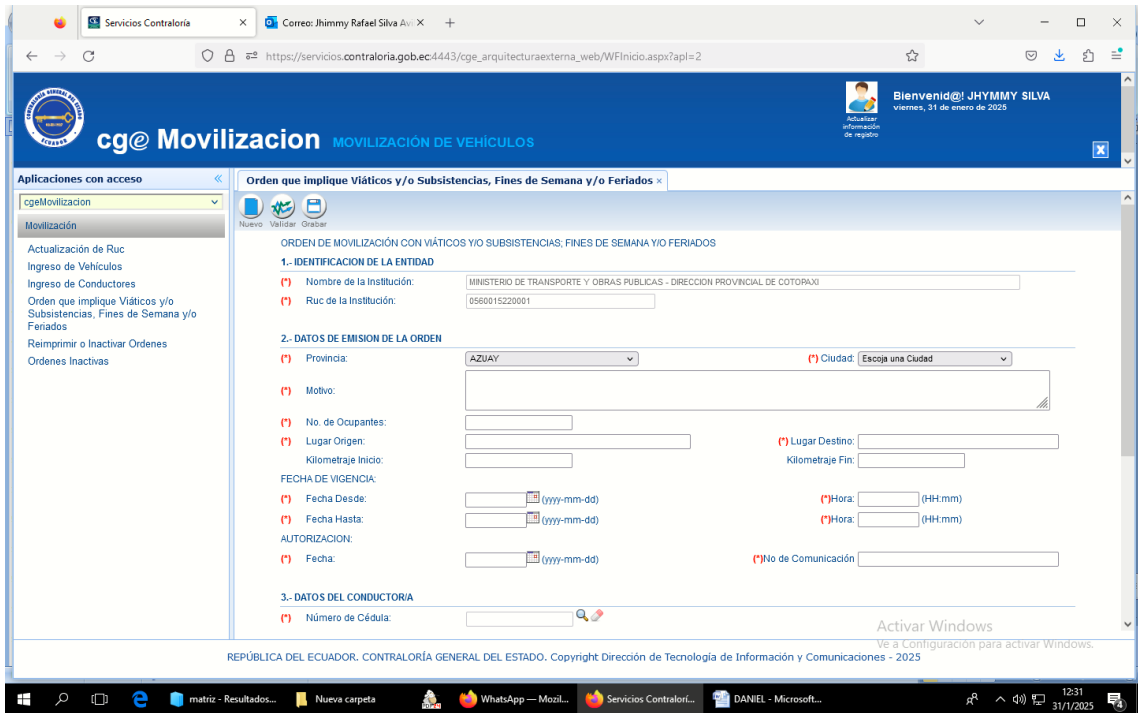 Servicios Contraloría
Correo: Jhimmy Rafael Silva Avi
https://servicios.contraloria.gob.ec:4443/cge_arquitecturaexterna_web/WFInicio.aspx?apl=2
CONTRALORÍA GENERAL DEL ESTADO
ECUADOR
cg@ Movilizacion MOVILIZACIÓN DE VEHÍCULOS
Actualizar
información
de registro
Bienvenid@! JHYMMY SILVA
viernes, 31 de enero de 2025
X
Aplicaciones con acceso
cgeMovilizacion
Movilización
Actualización de Ruc
Ingreso de Vehículos
Ingreso de Conductores
Orden que implique Viáticos y/o
Subsistencias, Fines de Semana y/o
Feriados
Reimprimir o Inactivar Ordenes
Ordenes Inactivas
Orden que implique Viáticos y/o Subsistencias, Fines de Semana y/o Feriados ×
Nuevo Validar Grabar
ORDEN DE MOVILIZACIÓN CON VIÁTICOS Y/O SUBSISTENCIAS; FINES DE SEMANA Y/O FERIADOS
1.- IDENTIFICACION DE LA ENTIDAD
(*) Nombre de la Institución: MINISTERIO DE TRANSPORTE Y OBRAS PUBLICAS - DIRECCION PROVINCIAL DE COTOPAXI
(*) Ruc de la Institución: 0560015220001
2.- DATOS DE EMISION DE LA ORDEN
(*) Provincia: AZUAY (*) Ciudad: Escoja una Ciudad
(*) Motivo:
(*) No. de Ocupantes:
(*) Lugar Origen: (*) Lugar Destino:
Kilometraje Inicio: Kilometraje Fin:
FECHA DE VIGENCIA:
(*) Fecha Desde: (yyyy-mm-dd) (*)Hora: (HH:mm)
(*) Fecha Hasta: (yyyy-mm-dd) (*)Hora: (HH:mm)
AUTORIZACION:
(*) Fecha: (yyyy-mm-dd) (*)No de Comunicación
3.- DATOS DEL CONDUCTOR/A
(*) Número de Cédula:
Activar Windows
Ve a Configuración para activar Windows.
REPÚBLICA DEL ECUADOR. CONTRALORÍA GENERAL DEL ESTADO. Copyright Dirección de Tecnología de Información y Comunicaciones - 2025
matriz - Resultados... Nueva carpeta WhatsApp — Mozil... Servicios Contralorí... DANIEL - Microsoft... 12:31
31/1/2025
4